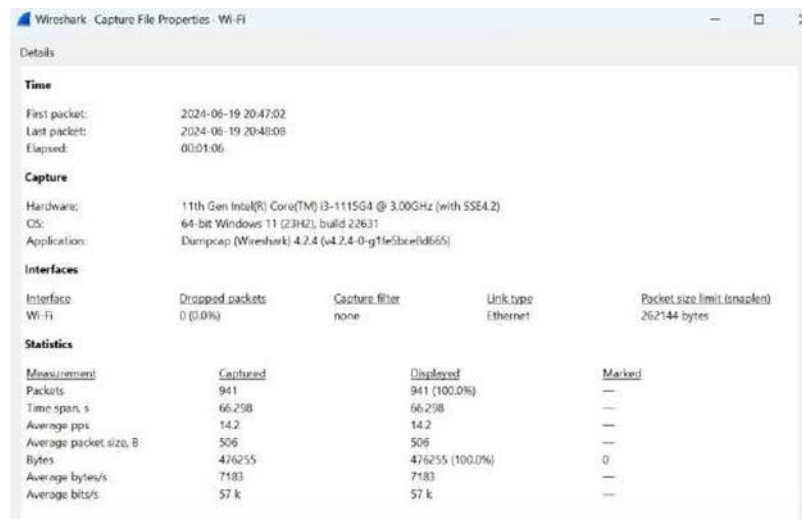 Wireshark · Capture File Properties · Wi-Fi
Details
Time
First packet: 2024-06-19 20:47:02
Last packet: 2024-06-19 20:48:08
Elapsed: 00:01:06
Capture
Hardware: 11th Gen Intel(R) Core(TM) i3-1115G4 @ 3.00GHz (with SSE4.2)
OS: 64-bit Windows 11 (23H2), build 22631
Application: Dumpcap (Wireshark) 4.2.4 (v4.2.4-0-g1fe5bce8d665)
Interfaces
Interface Dropped packets Capture filter Link type Packet size limit (snaplen)
Wi-Fi 0 (0.0%) none Ethernet 262144 bytes
Statistics
Measurement Captured Displayed Marked
Packets 941 941 (100.0%) —
Time span, s 66.298 66.298 —
Average pps 14.2 14.2 —
Average packet size, B 506 506 —
Bytes 476255 476255 (100.0%) 0
Average bytes/s 7183 7183 —
Average bits/s 57 k 57 k —